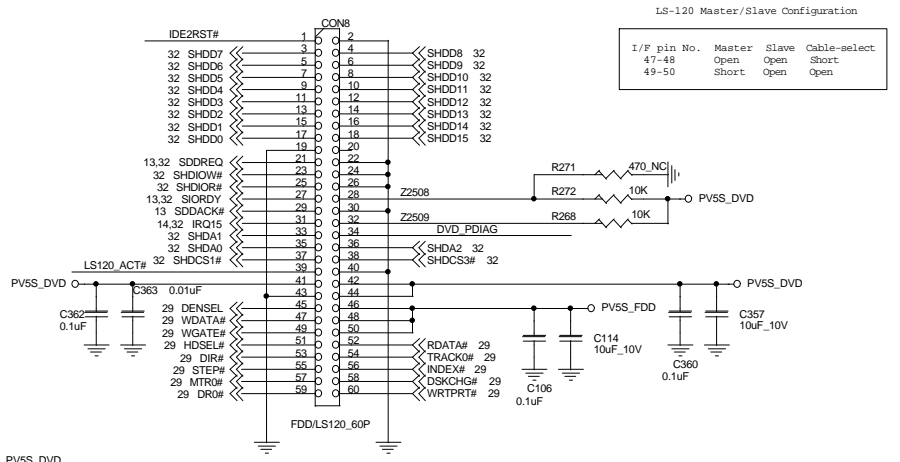 LS-120 Master/Slave Configuration
I/F pin No. Master Slave Cable-select
47-48 Open Open Short
49-50 Short Open Open
CON8
IDE2RST# 1 2
32 SHDD7 3 4 SHDD8 32
32 SHDD6 5 6 SHDD9 32
32 SHDD5 7 8 SHDD10 32
32 SHDD4 9 10 SHDD11 32
32 SHDD3 11 12 SHDD12 32
32 SHDD2 13 14 SHDD13 32
32 SHDD1 15 16 SHDD14 32
32 SHDD0 17 18 SHDD15 32
19 20
13,32 SDDREQ 21 22
32 SHDIOW# 23 24
R271 470_NC
32 SHDIOR# 25 26
13,32 SIORDY 27 28 Z2508 R272 10K PV5S_DVD
13 SDDACK# 29 30
14,32 IRQ15 31 32 Z2509 R268 10K
32 SHDA1 33 34 DVD_PDIAG
32 SHDA0 35 36 SHDA2 32
32 SHDCS1# 37 38 SHDCS3# 32
LS120_ACT# 39 40
PV5S_DVD 41 42 PV5S_DVD
C363 0.01uF 43 44
29 DENSEL 45 46 PV5S_FDD
C362 0.1uF
29 WDATA# 47 48
C357 10uF_10V
29 WGATE# 49 50
C114 10uF_10V
29 HDSEL# 51 52 RDATA# 29
29 DIR# 53 54 TRACK0# 29
29 STEP# 55 56 INDEX# 29
C360 0.1uF
29 MTR0# 57 58 DSKCHG# 29
C106 0.1uF
29 DR0# 59 60 WRTPRT# 29
FDD/LS120_60P
PV5S_DVD